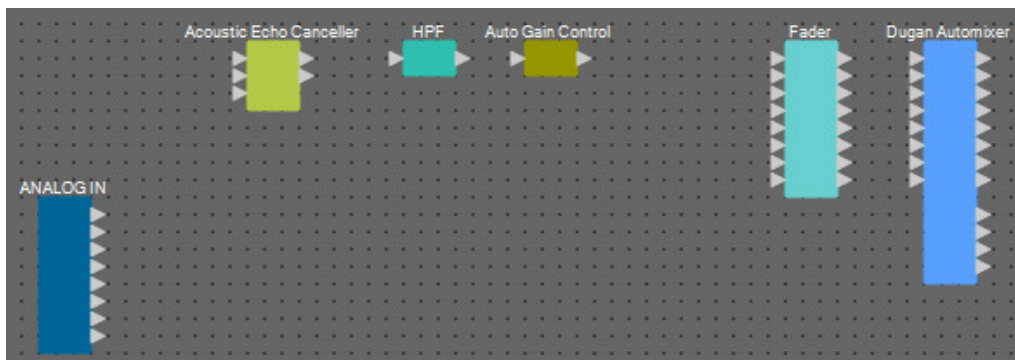 Acoustic Echo Canceller
HPF
Auto Gain Control
Fader
Dugan Automixer
ANALOG IN